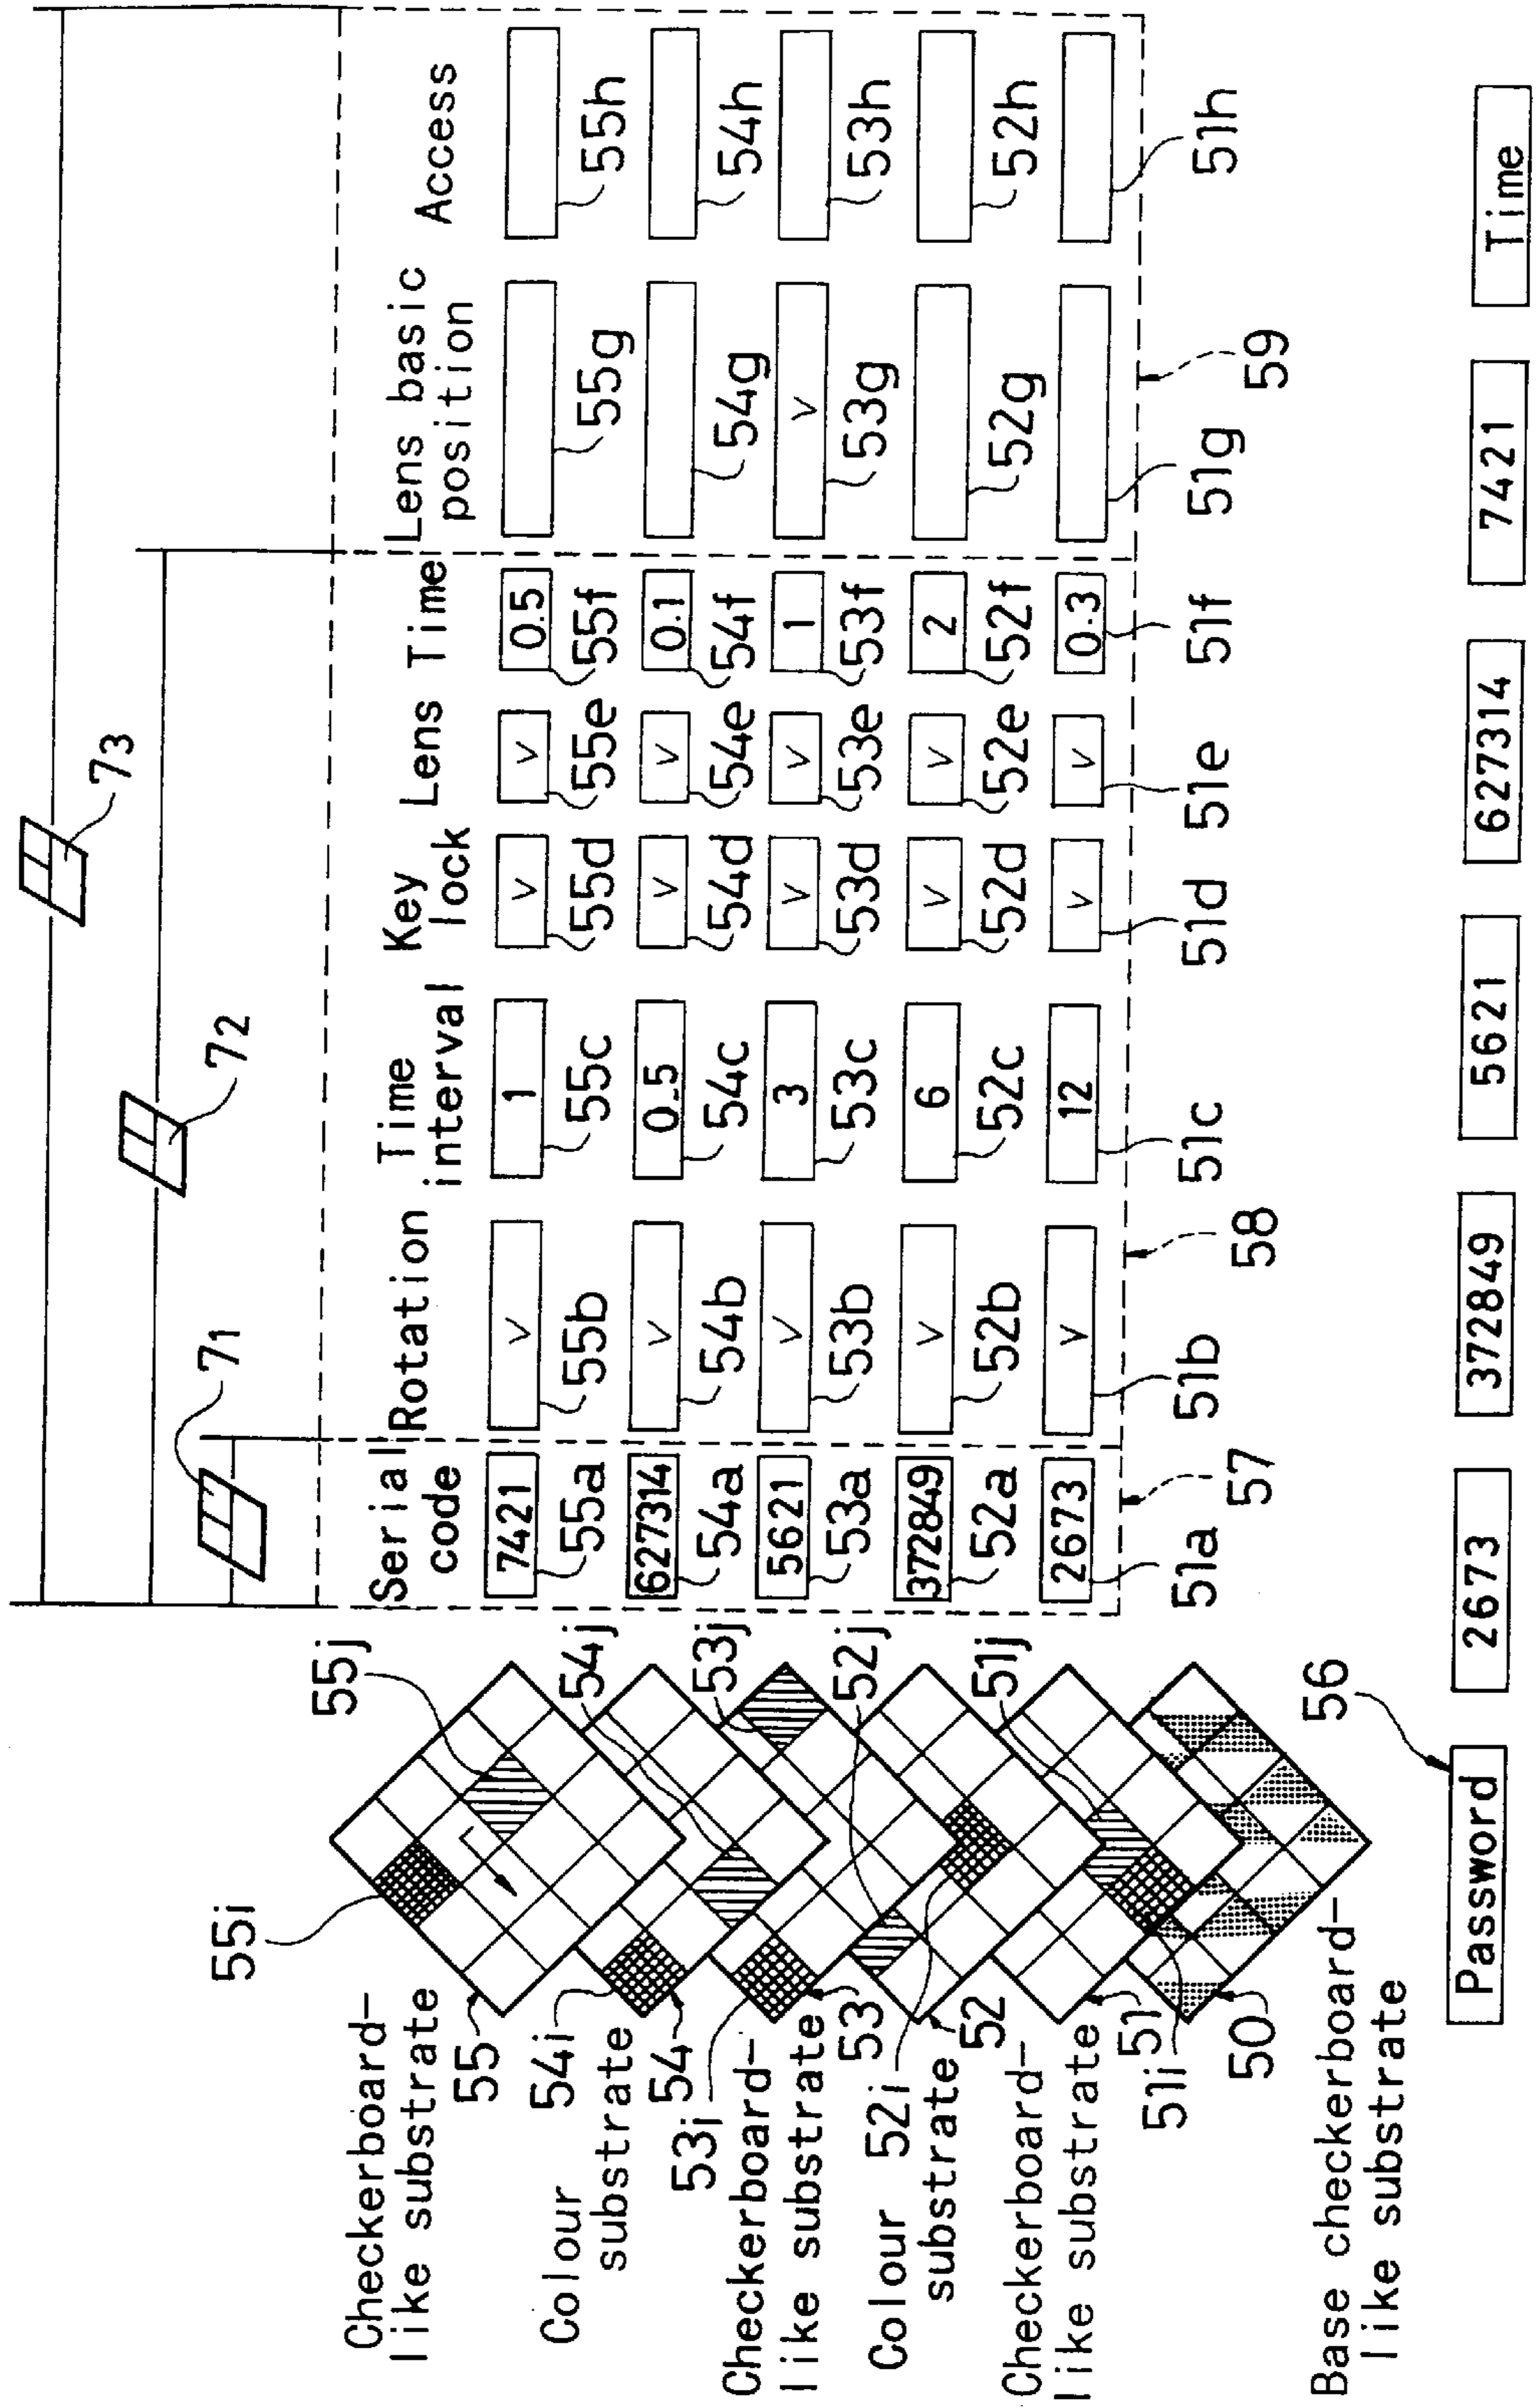 73
72
71
Serial
code
Rotation
Time
interval
Key
lock
Lens
Time
Lens basic
position
Access
55j
55i
Checkerboard-
like substrate
55
7421
55a
V
55b
1
55c
V
55d
V
55e
0.5
55f
55g
55h
54j
54i
Colour
substrate
54
627314
54a
V
54b
0.5
54c
V
54d
V
54e
0.1
54f
54g
54h
53j
53i
Checkerboard-
like substrate
53
5621
53a
V
53b
3
53c
V
53d
V
53e
1
53f
V
53g
53h
52j
52i
Colour
substrate
52
372849
52a
V
52b
6
52c
V
52d
V
52e
2
52f
52g
52h
51j
51i
Checkerboard-
like substrate
51
2673
51a
V
51b
12
51c
V
51d
V
51e
0.3
51f
51g
51h
57
58
59
50
Base checkerboard-
like substrate
56
Password 2673 372849 5621 627314 7421 Time